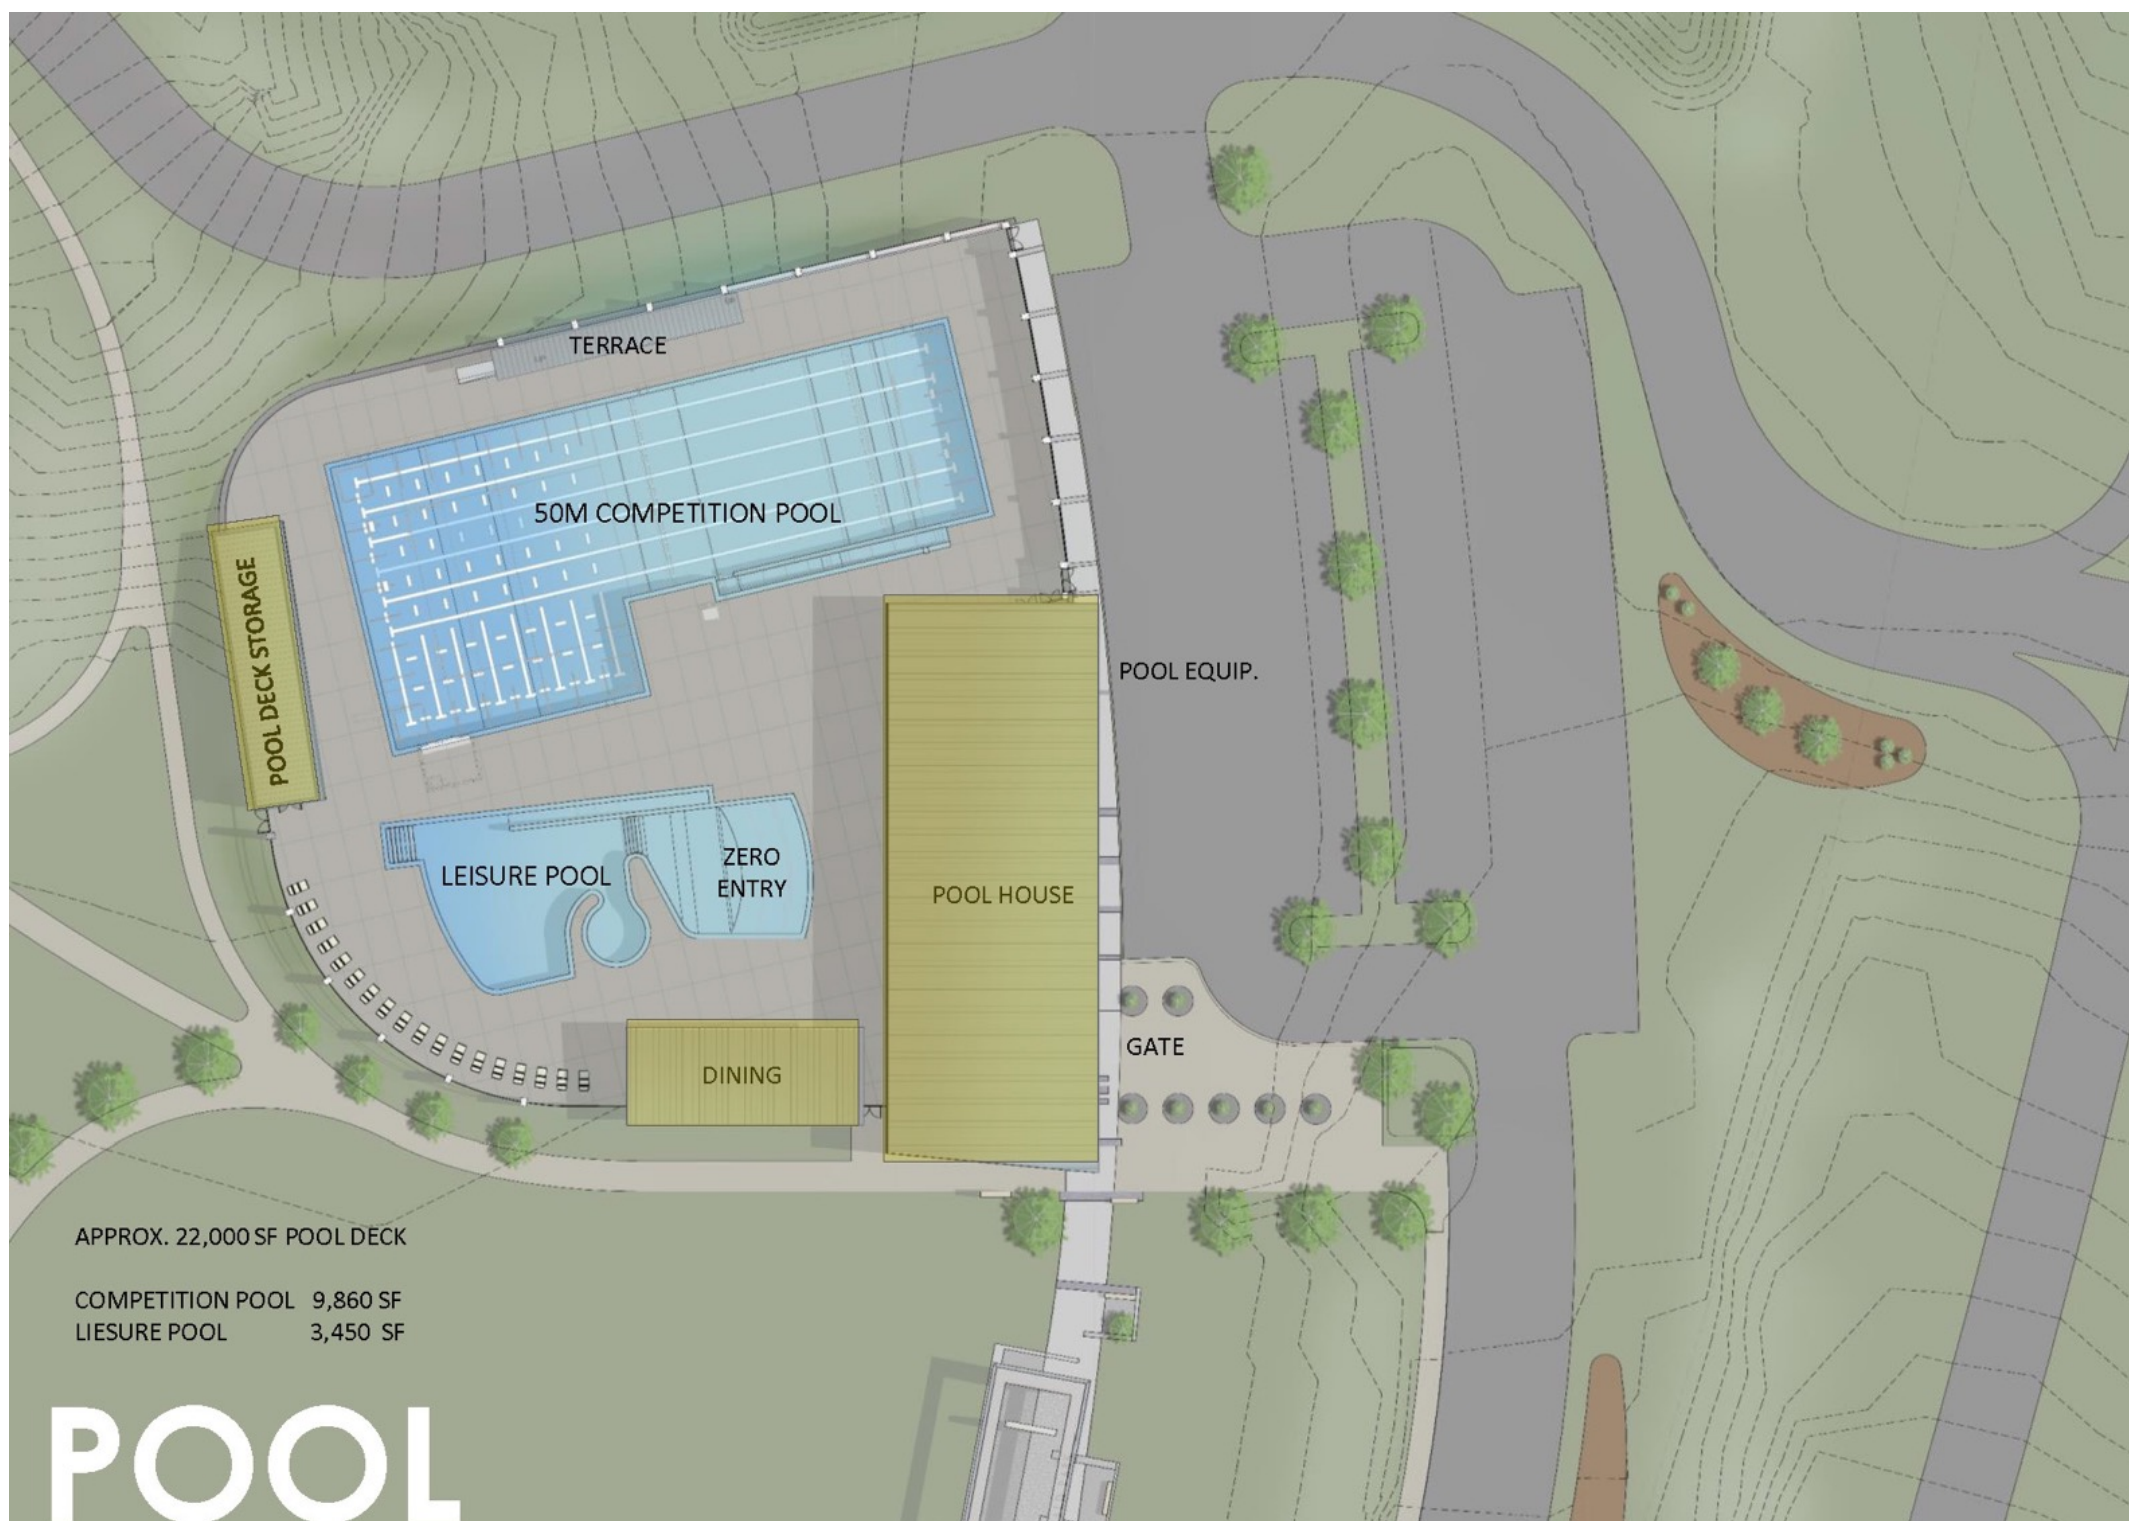 TERRACE
50M COMPETITION POOL
POOL DECK STORAGE
POOL EQUIP.
LEISURE POOL
ZERO
ENTRY
POOL HOUSE
GATE
DINING
APPROX. 22,000 SF POOL DECK
COMPETITION POOL 9,860 SF
LIESURE POOL 3,450 SF
POOL